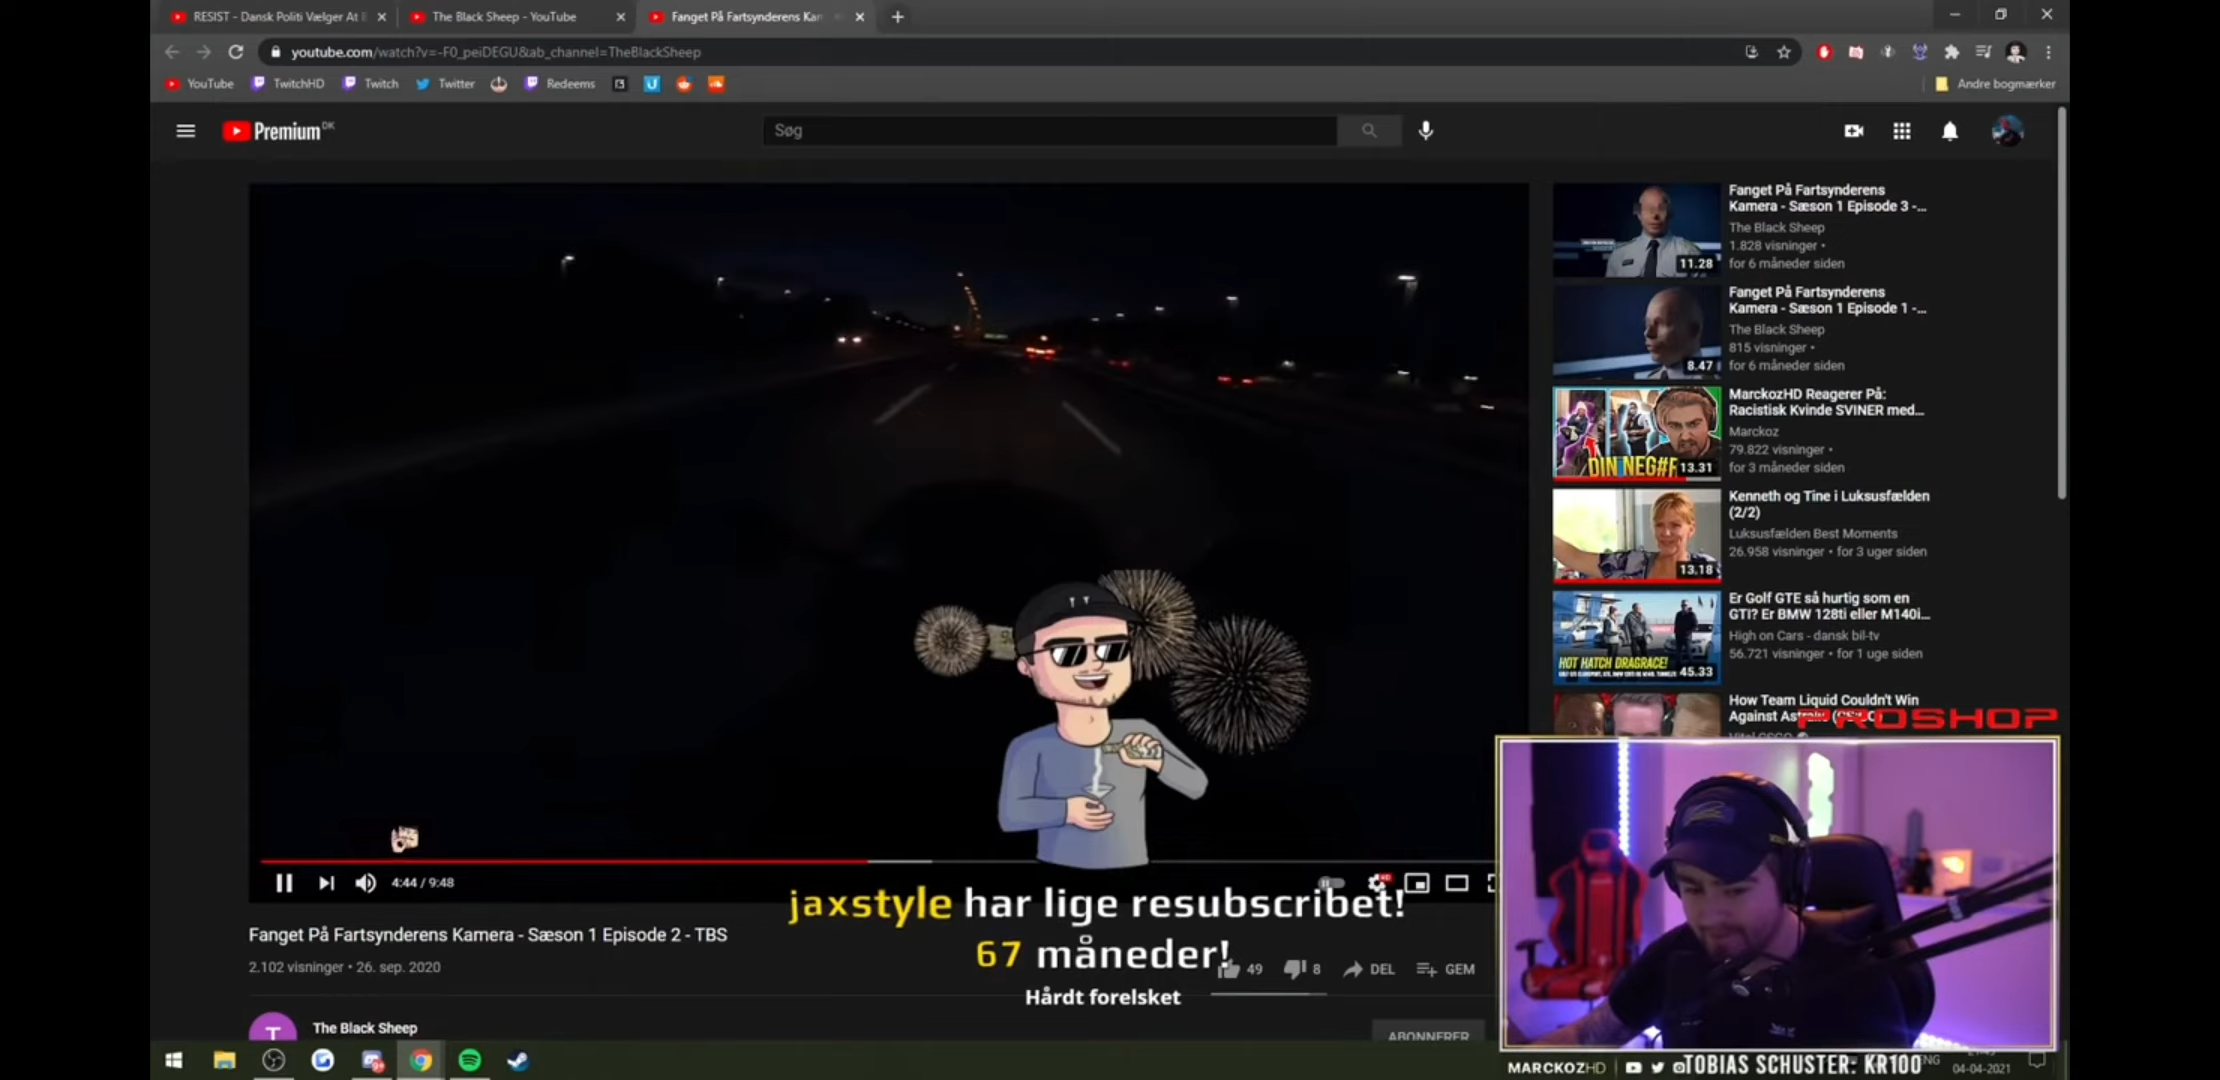 RESIST - Dansk Politi Vælger At
The Black Sheep - YouTube
Fanget På Fartsynderens Kam
youtube.com/watch?v=-F0_peiDEGU&ab_channel=TheBlackSheep
YouTube
TwitchHD
Twitch
Twitter
Redeems
Andre bogmærker
Premium DK
Søg
Fanget På Fartsynderens
Kamera - Sæson 1 Episode 3 -...
The Black Sheep
1.828 visninger •
for 6 måneder siden
11.28
Fanget På Fartsynderens
Kamera - Sæson 1 Episode 1 -...
The Black Sheep
815 visninger •
for 6 måneder siden
8.47
MarckozHD Reagerer På:
Racistisk Kvinde SVINER med...
Marckoz
79.822 visninger •
for 3 måneder siden
DIN NEG#R
13.31
Kenneth og Tine i Luksusfælden
(2/2)
Luksusfælden Best Moments
26.958 visninger • for 3 uger siden
13.18
Er Golf GTE så hurtig som en
GTI? Er BMW 128ti eller M140i...
High on Cars - dansk bil-tv
56.721 visninger • for 1 uge siden
HOT HATCH DRAGRACE!
45.33
How Team Liquid Couldn't Win
Against
PROSHOP
4:44 / 9:48
jaxstyle har lige resubscribet!
67 måneder!
Hårdt forelsket
Fanget På Fartsynderens Kamera - Sæson 1 Episode 2 - TBS
2.102 visninger • 26. sep. 2020
49
8
DEL
GEM
T
The Black Sheep
ABONNERER
MARCKOZHD
TOBIAS SCHUSTER: KR100
ENG
04-04-2021